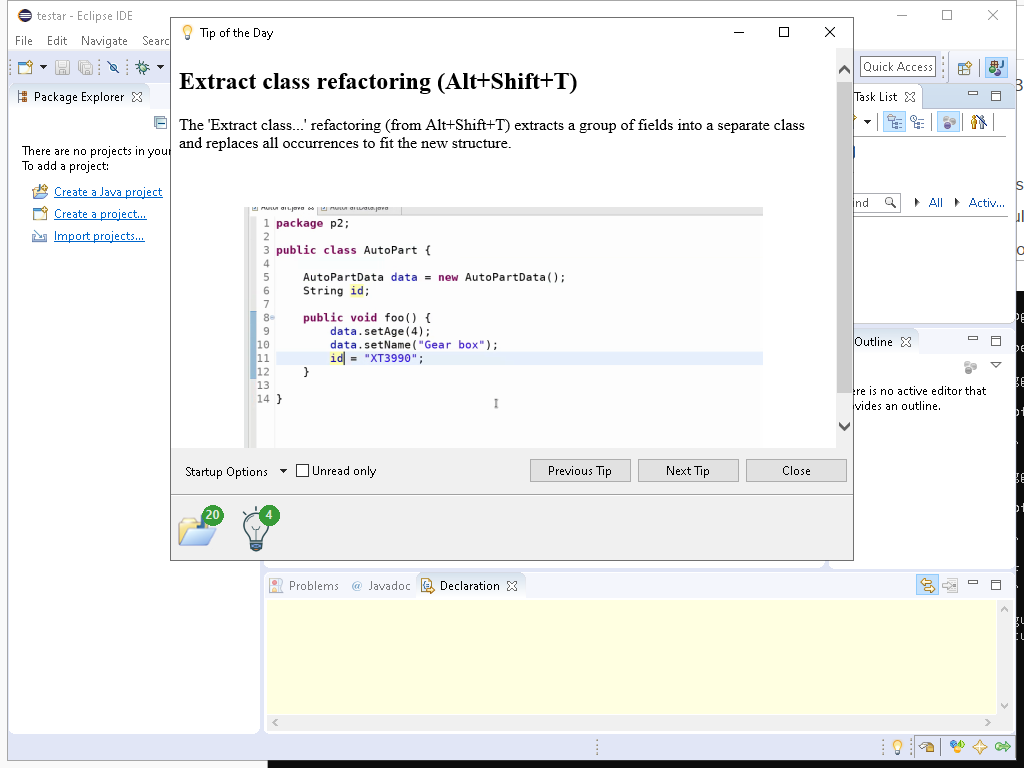 testar - Eclipse IDE
File Edit Navigate Searc
Quick Access
Package Explorer
There are no projects in your
To add a project:
Create a Java project
Create a project...
Import projects...
Tip of the Day
Extract class refactoring (Alt+Shift+T)
The 'Extract class...' refactoring (from Alt+Shift+T) extracts a group of fields into a separate class
and replaces all occurrences to fit the new structure.
1 package p2;
2
3 public class AutoPart {
4
5 AutoPartData data = new AutoPartData();
6 String id;
7
8 public void foo() {
9 data.setAge(4);
10 data.setName("Gear box");
11 id = "XT3990";
12 }
13
14 }
Startup Options Unread only Previous Tip Next Tip Close
20 4
Task List
nd All Activ...
Outline
ere is no active editor that
vides an outline.
Problems @ Javadoc Declaration